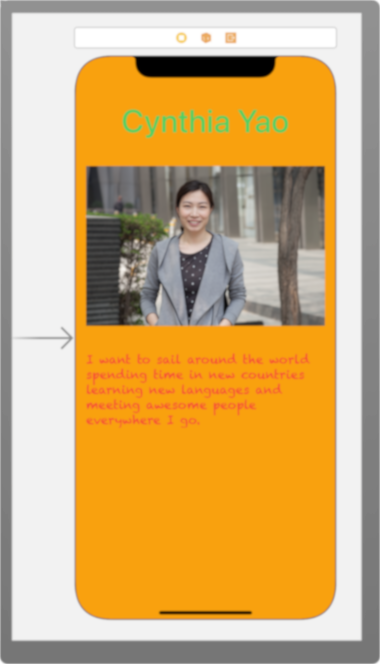 Cynthia Yao
I want to sail around the world
spending time in new countries
learning new languages and
meeting awesome people
everywhere I go.